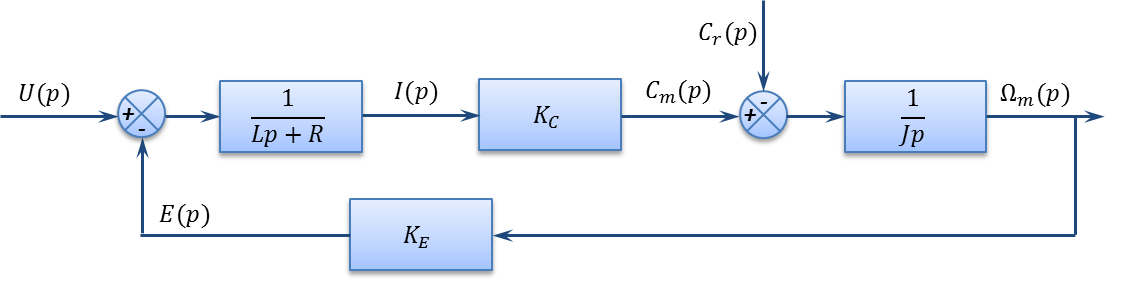 C_r(p)
U(p)
+
-
1
Lp + R
I(p)
K_C
C_m(p)
-
+
1
Jp
Ω_m(p)
E(p)
K_E